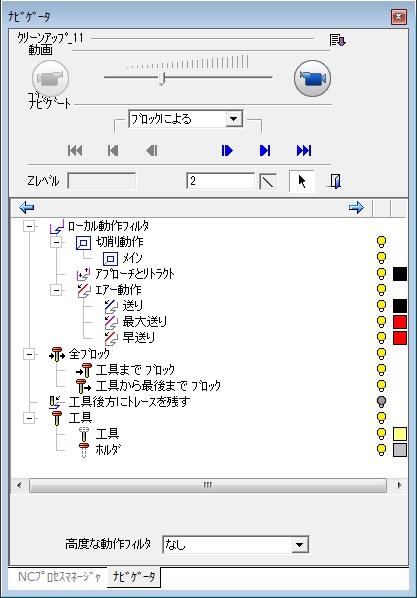 ﾅﾋﾞｹﾞｰﾀ
ｸﾘｰﾝｱｯﾌﾟ_11
動画
ﾅﾋﾞｹﾞｰﾄ
ﾌﾞﾛｯｸによる
Zﾚﾍﾞﾙ
2
ﾛｰｶﾙ動作ﾌｨﾙﾀ
切削動作
ﾒｲﾝ
ｱﾌﾟﾛｰﾁとﾘﾄﾗｸﾄ
ｴｱｰ動作
送り
最大送り
早送り
全ﾌﾞﾛｯｸ
工具まで ﾌﾞﾛｯｸ
工具から最後まで ﾌﾞﾛｯｸ
工具後方にﾄﾚｰｽを残す
工具
工具
ﾎﾙﾀﾞ
高度な動作ﾌｨﾙﾀ なし
NCﾌﾟﾛｾｽﾏﾈｰｼﾞｬ ﾅﾋﾞｹﾞｰﾀ